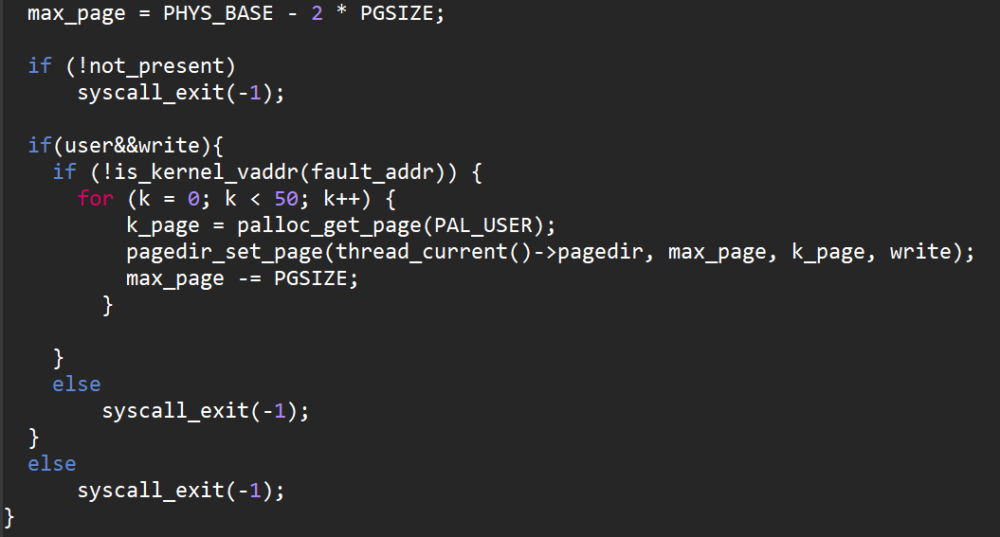 max_page = PHYS_BASE - 2 * PGSIZE;
if (!not_present)
syscall_exit(-1);
if(user&&write){
if (!is_kernel_vaddr(fault_addr)) {
for (k = 0; k < 50; k++) {
k_page = palloc_get_page(PAL_USER);
pagedir_set_page(thread_current()->pagedir, max_page, k_page, write);
max_page -= PGSIZE;
}
}
else
syscall_exit(-1);
}
else
syscall_exit(-1);
}